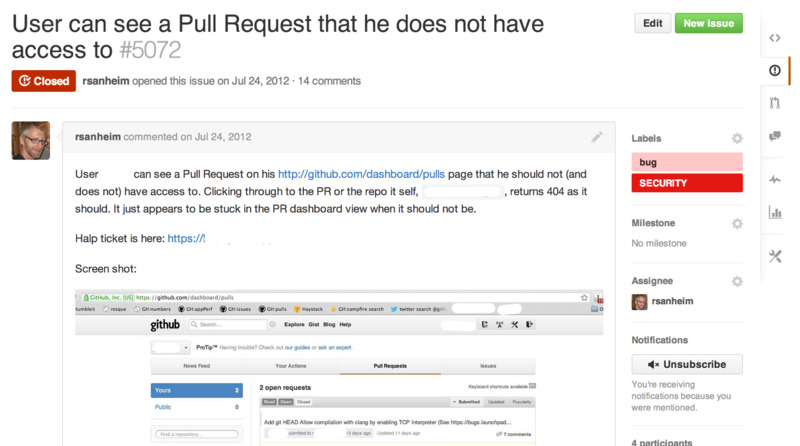 User can see a Pull Request that he does not have
access to #5072
Edit
New Issue
Closed
rsanheim opened this issue on Jul 24, 2012 · 14 comments
rsanheim commented on Jul 24, 2012
User can see a Pull Request on his http://github.com/dashboard/pulls page that he should not (and
does not) have access to. Clicking through to the PR or the repo it self, , returns 404 as it
should. It just appears to be stuck in the PR dashboard view when it should not be.
Halp ticket is here: https://
Screen shot:
GitHub, Inc. [US] https://github.com/dashboard/pulls
tumbleit
resque
GH:numbers
GH:appPerf
GH:issues
GH:pulls
Haystack
GH:campfire search
twitter search @git
github
Search...
Explore Gist Blog Help
ProTip™ Having trouble? Check out our guides or ask an expert.
News Feed
Your Actions
Pull Requests
Issues
Yours 2
Public 0
Find a repository...
2 open requests
Keyboard shortcuts available
Read
Open
Closed
Submitted
Updated
Popularity
Add git HEAD Allow compilation with clang by enabling TCP Interpreter (See https://bugs.launchpad...
days ago
Updated 11 days ago
7 comments
Labels
bug
SECURITY
Milestone
No milestone
Assignee
rsanheim
Notifications
Unsubscribe
You're receiving
notifications because you
were mentioned.
4 participants